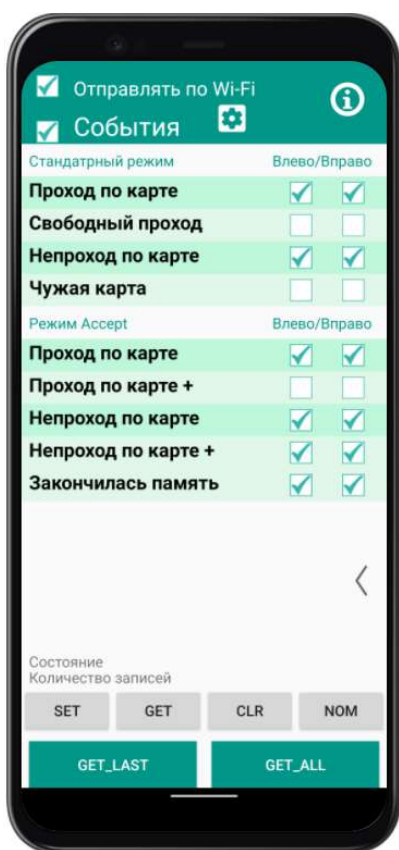 Отправлять по Wi-Fi
События
Стандатрный режим Влево/Вправо
Проход по карте
Свободный проход
Непроход по карте
Чужая карта
Режим Accept Влево/Вправо
Проход по карте
Проход по карте +
Непроход по карте
Непроход по карте +
Закончилась память
Состояние
Количество записей
SET GET CLR NOM
GET_LAST GET_ALL